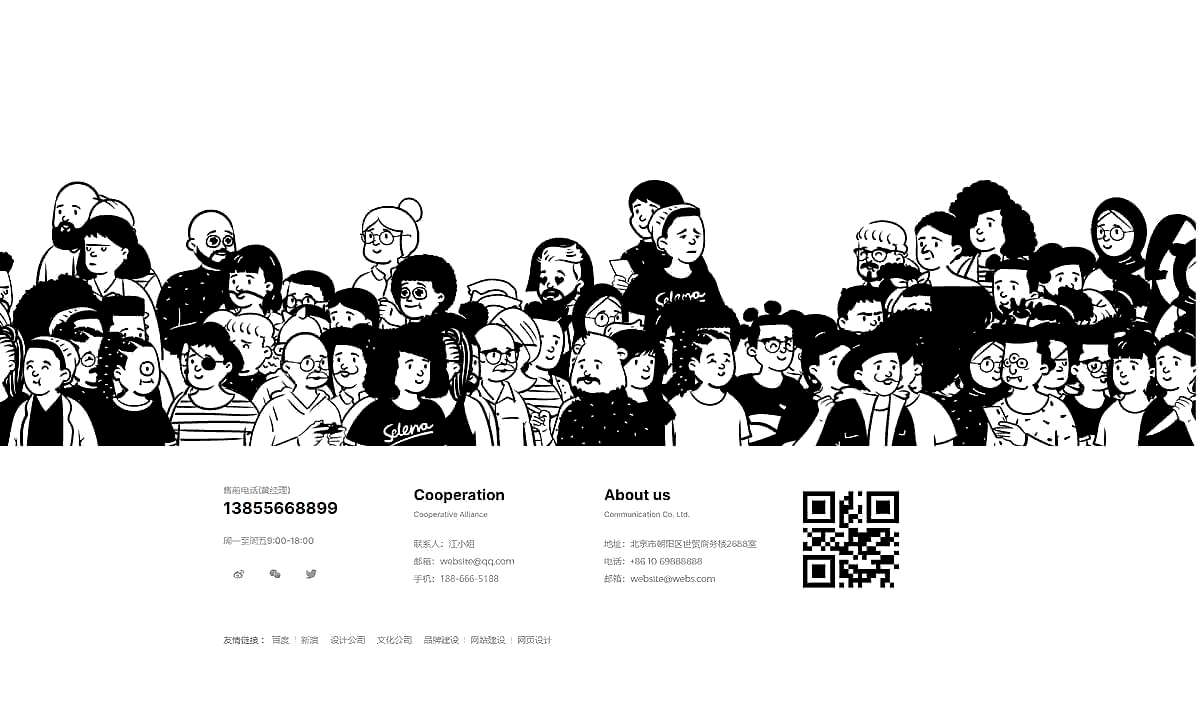 Selena
Selena
售前电话(黄经理)
13855668899
周一至周五9:00-18:00
Cooperation
Cooperative Alliance
联系人：江小姐
邮箱：website@qq.com
手机：188-666-5188
About us
Communication Co, Ltd.
地址：北京市朝阳区世贸商务楼2688室
电话：+86 10 69888888
邮箱：website@webs.com
友情链接： 百度 | 新浪 设计公司 文化公司 品牌建设 | 网站建设 | 网页设计